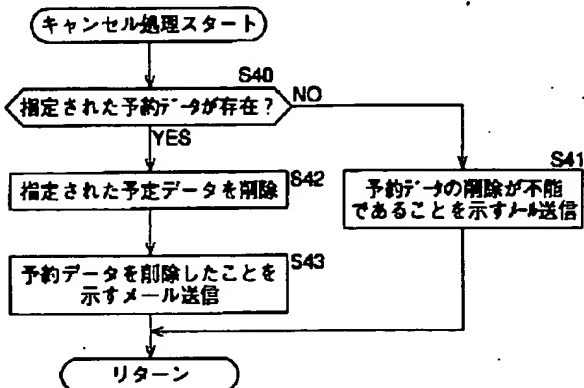 キャンセル処理スタート
S40
指定された予約データが存在?
NO
YES
S41
指定された予定データを削除
S42
予約データの削除が不能
であることを示すメール送信
予約データを削除したことを
示すメール送信
S43
リターン